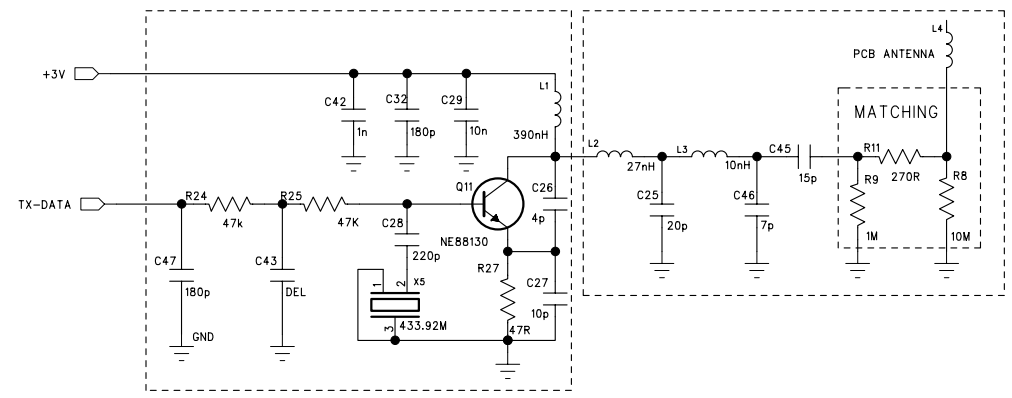 L4
PCB ANTENNA
+3V
C42
1n
C32
180p
C29
10n
L1
390nH
MATCHING
L2
27nH
L3
10nH
C45
15p
R11
270R
C25
20p
C46
7p
R9
1M
R8
10M
TX-DATA
R24
47k
R25
47K
C28
220p
Q11
NE88130
C26
4p
C47
180p
C43
DEL
R27
47R
C27
10p
1
2
3
X5
433.92M
GND